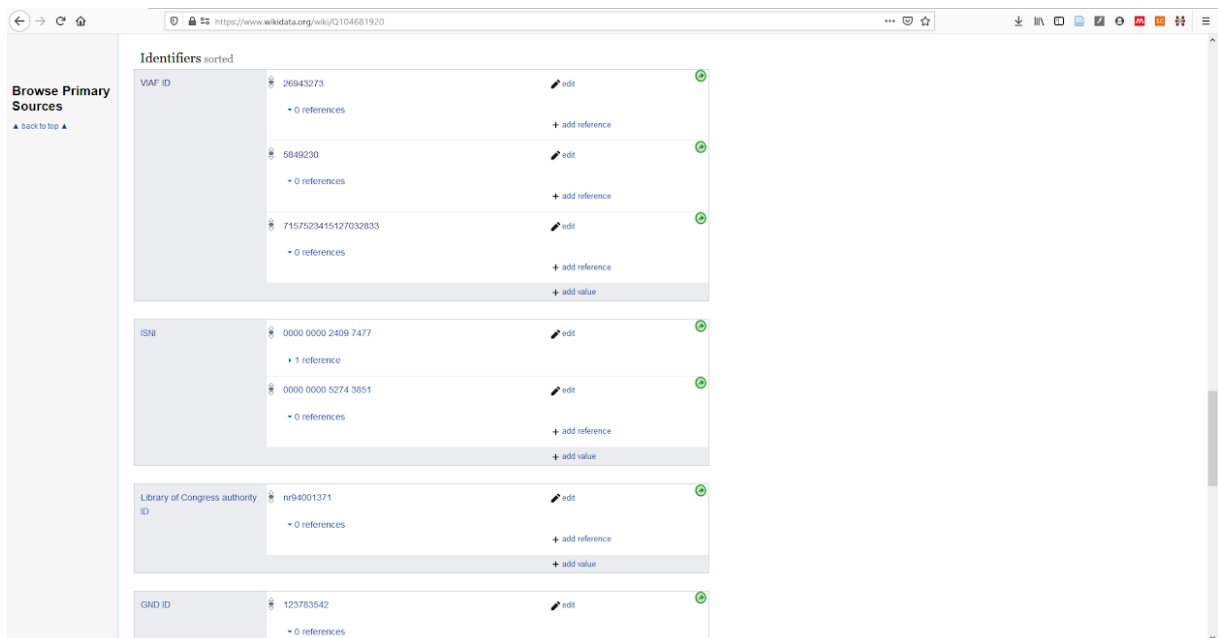 https://www.wikidata.org/wiki/Q104681920
Browse Primary
Sources
▲ back to top ▲
Identifiers sorted
VIAF ID
26943273
edit
0 references
+ add reference
5849230
edit
0 references
+ add reference
7157523415127032833
edit
0 references
+ add reference
+ add value
ISNI
0000 0000 2409 7477
edit
1 reference
0000 0000 5274 3851
edit
0 references
+ add reference
+ add value
Library of Congress authority
ID
nr94001371
edit
0 references
+ add reference
+ add value
GND ID
123783542
edit
0 references